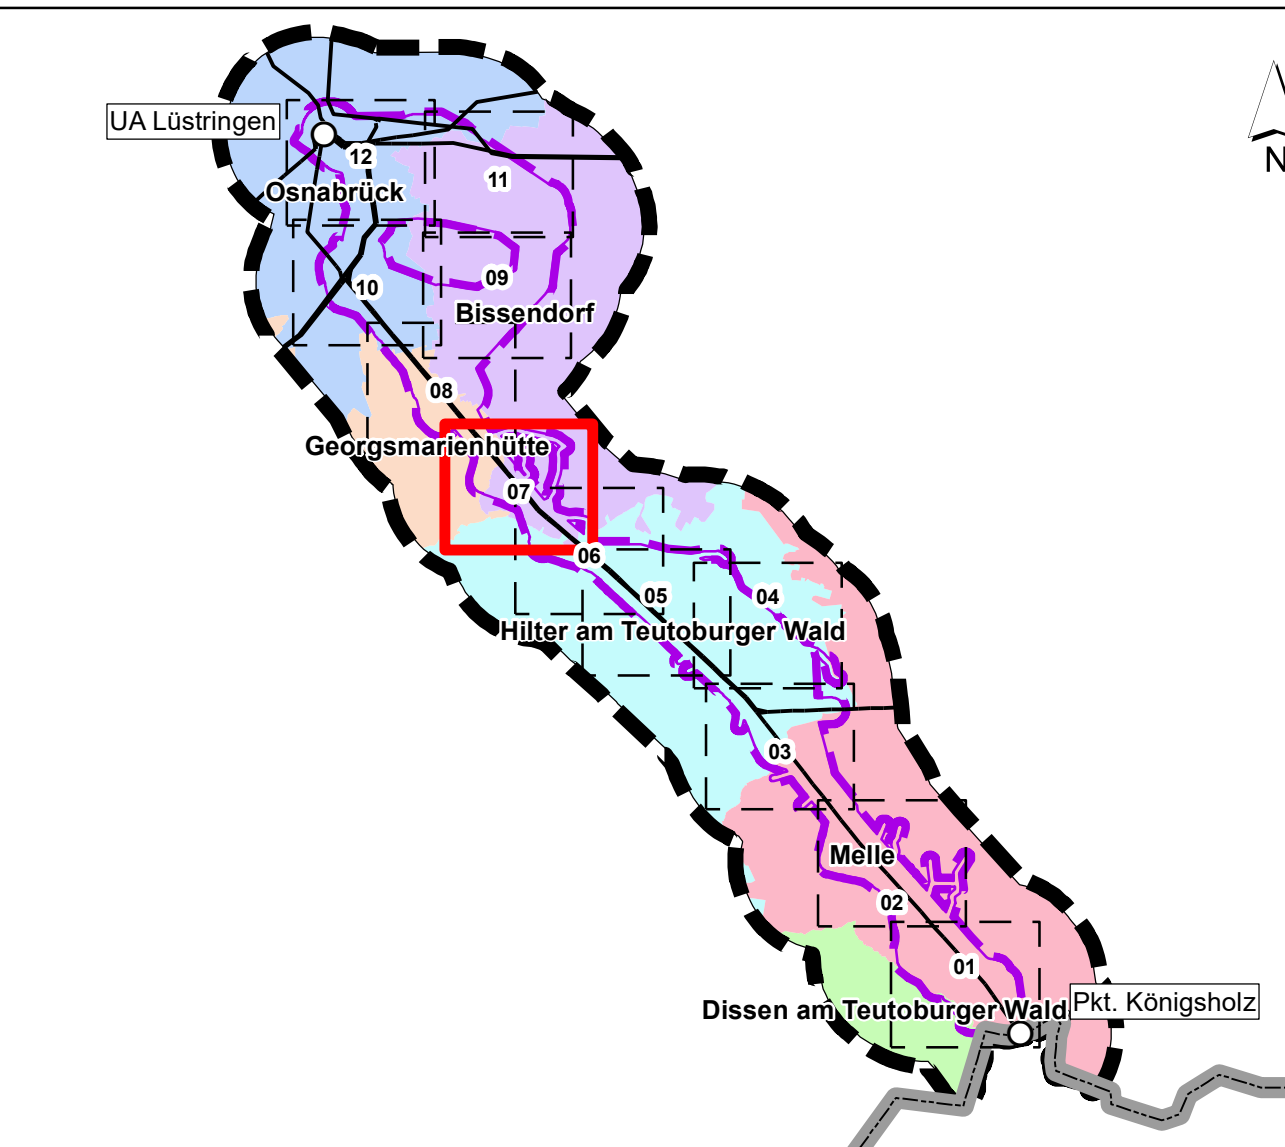 UA Lüstringen
N
12
11
Osnabrück
09
10
Bissendorf
08
Georgsmarienhütte
07
06
05
04
Hilter am Teutoburger Wald
03
Melle
02
01
Pkt. Königsholz
Dissen am Teutoburger Wald